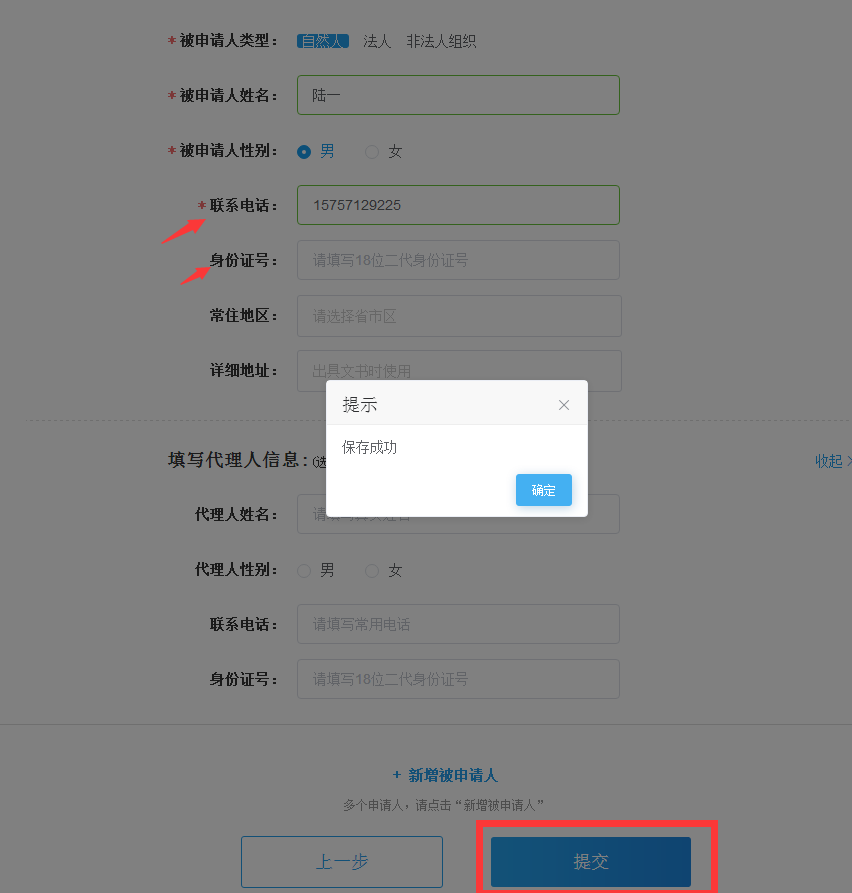 *被申请人类型： 自然人 法人 非法人组织
*被申请人姓名： 陆一
*被申请人性别： 男 女
*联系电话： 15757129225
身份证号： 请填写18位二代身份证号
常住地区： 请选择省市区
详细地址： 出具文书时使用
提示
保存成功
确定
填写代理人信息：(选
收起
代理人姓名： 请填写真实姓名
代理人性别： 男 女
联系电话： 请填写常用电话
身份证号： 请填写18位二代身份证号
+ 新增被申请人
多个申请人，请点击“新增被申请人”
上一步 提交